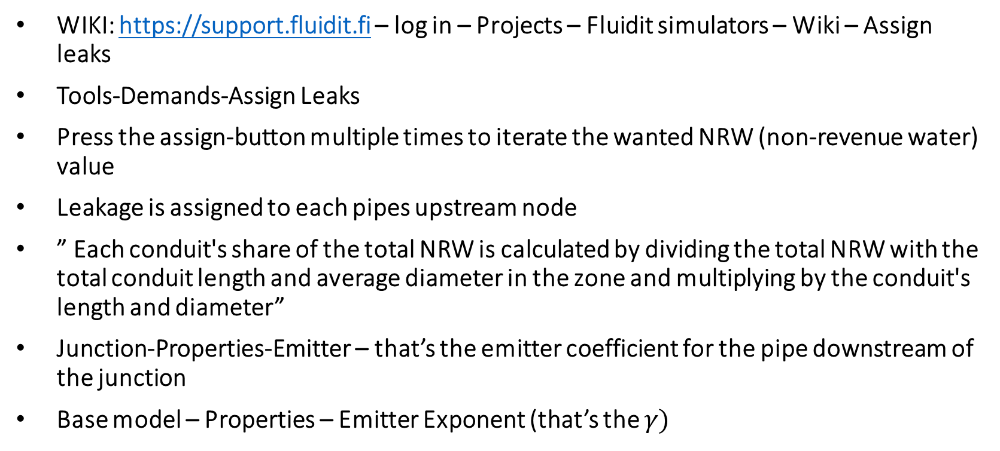 • WIKI: https://support.fluidit.fi – log in – Projects – Fluidit simulators – Wiki – Assign
leaks
• Tools-Demands-Assign Leaks
• Press the assign-button multiple times to iterate the wanted NRW (non-revenue water)
value
• Leakage is assigned to each pipes upstream node
• ” Each conduit's share of the total NRW is calculated by dividing the total NRW with the
total conduit length and average diameter in the zone and multiplying by the conduit's
length and diameter”
• Junction-Properties-Emitter – that’s the emitter coefficient for the pipe downstream of
the junction
• Base model – Properties – Emitter Exponent (that’s the γ)